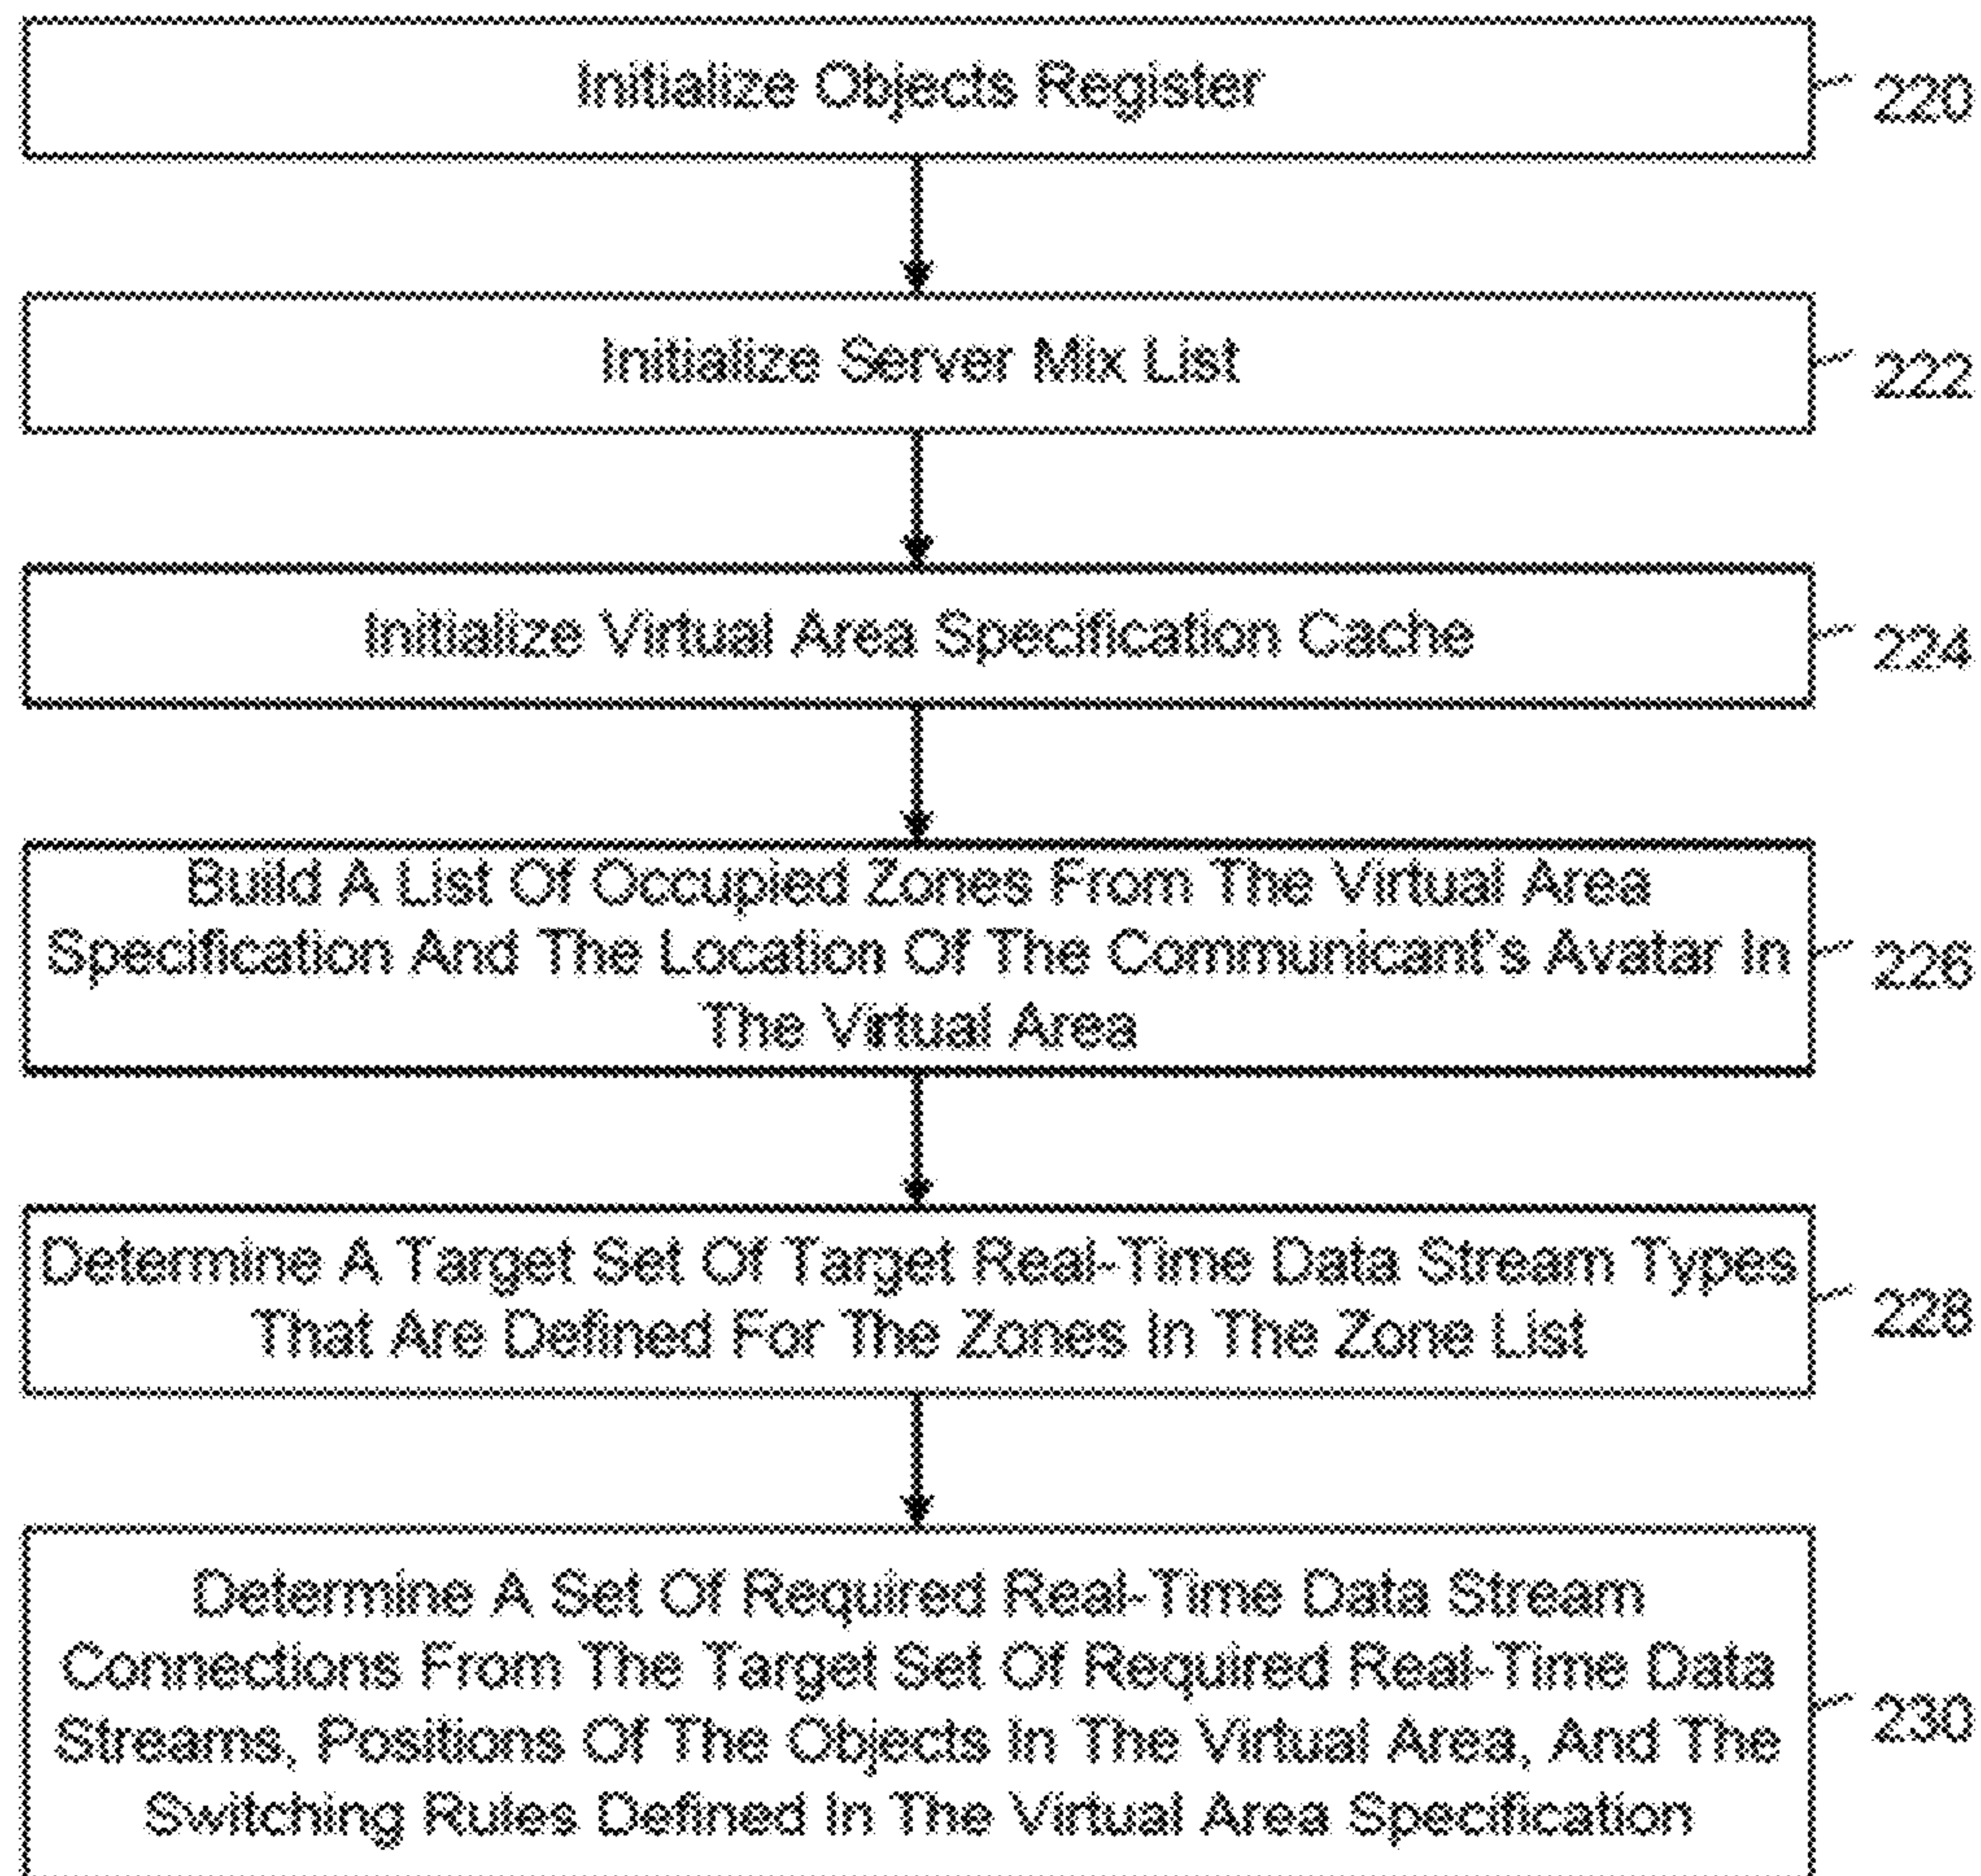 Initialize Objects Register
220
Initialize Server Mix List
222
Initialize Virtual Area Specification Cache
224
Build A List Of Occupied Zones From The Virtual Area
Specification And The Location Of The Communicant's Avatar In
The Virtual Area
226
Determine A Target Set Of Target Real-Time Data Stream Types
That Are Defined For The Zones In The Zone List
228
Determine A Set Of Required Real-Time Data Stream
Connections From The Target Set Of Required Real-Time Data
Streams, Positions Of The Objects In The Virtual Area, And The
Switching Rules Defined In The Virtual Area Specification
230